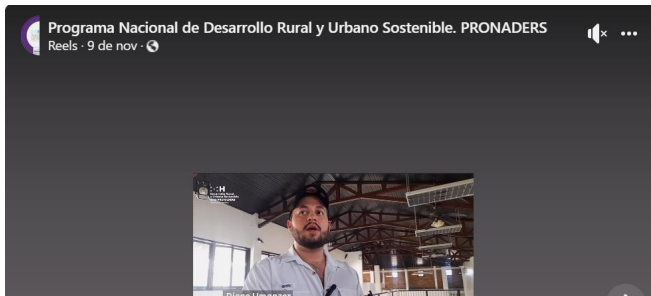 Programa Nacional de Desarrollo Rural y Urbano Sostenible. PRONADERS
Reels · 9 de nov ·